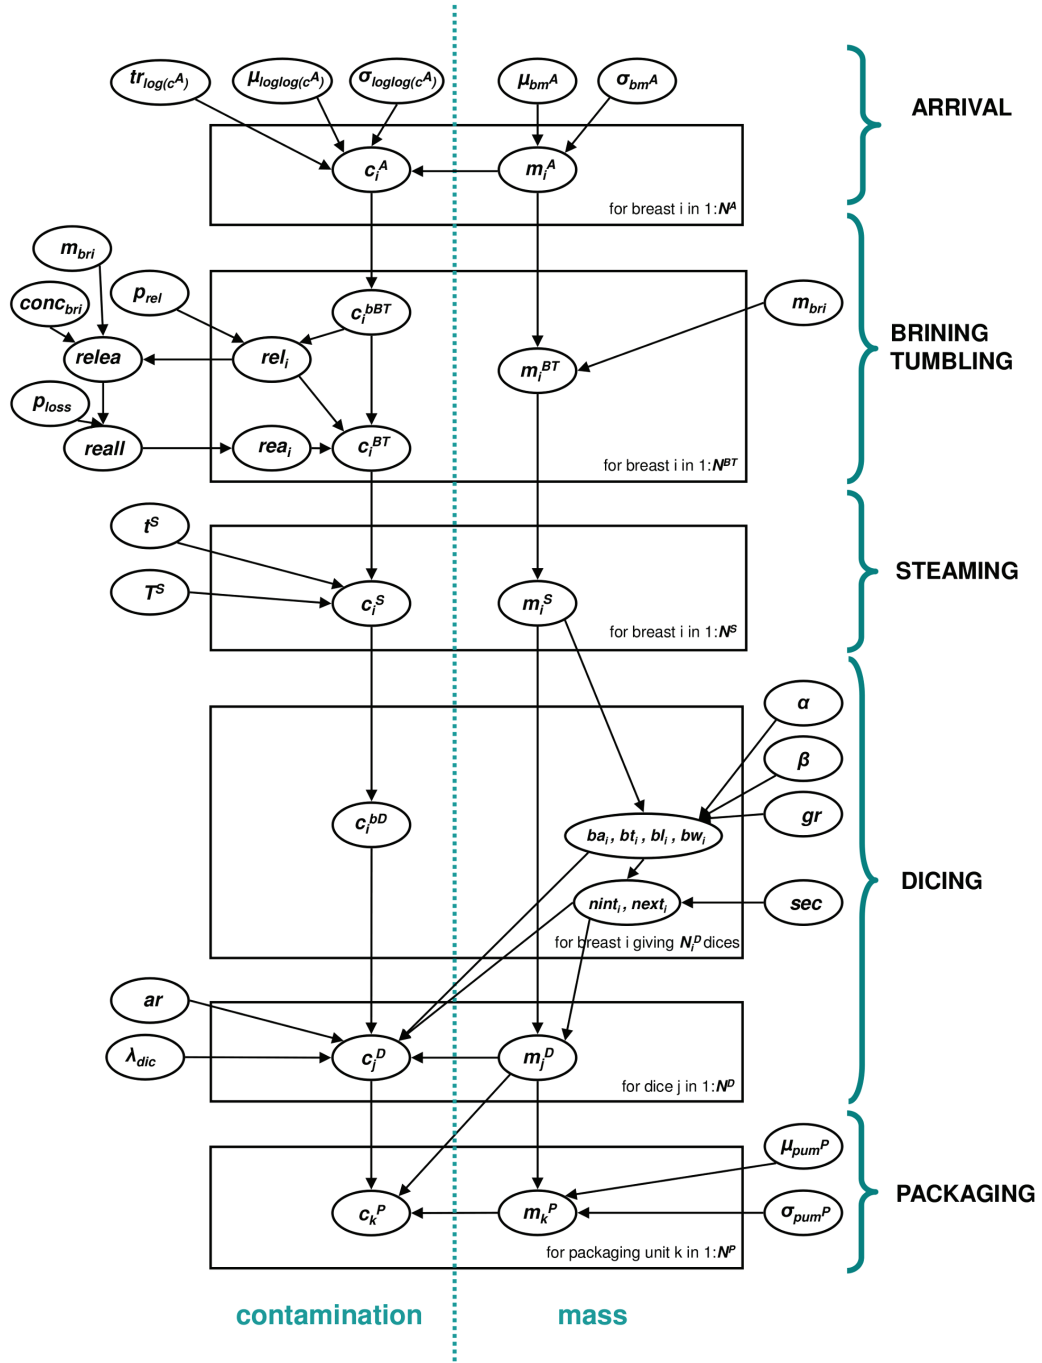 tr_log(c^A) μ_loglog(c^A) σ_loglog(c^A) μ_bm^A σ_bm^A
ARRIVAL
c_i^A m_i^A
for breast i in 1:N^A
m_bri
conc_bri p_rel c_i^bBT m_bri
BRINING
TUMBLING
relea rel_i m_i^BT
p_loss
reall rea_i c_i^BT
for breast i in 1:N^BT
t^S
STEAMING
T^S c_i^S m_i^S
for breast i in 1:N^S
α
β
gr
c_i^bD ba_i, bt_i, bl_i, bw_i
DICING
nint_i, next_i sec
for breast i giving N_i^D dices
ar
λ_dic c_j^D m_j^D
for dice j in 1:N^D
μ_pum^P
PACKAGING
c_k^P m_k^P σ_pum^P
for packaging unit k in 1:N^P
contamination mass